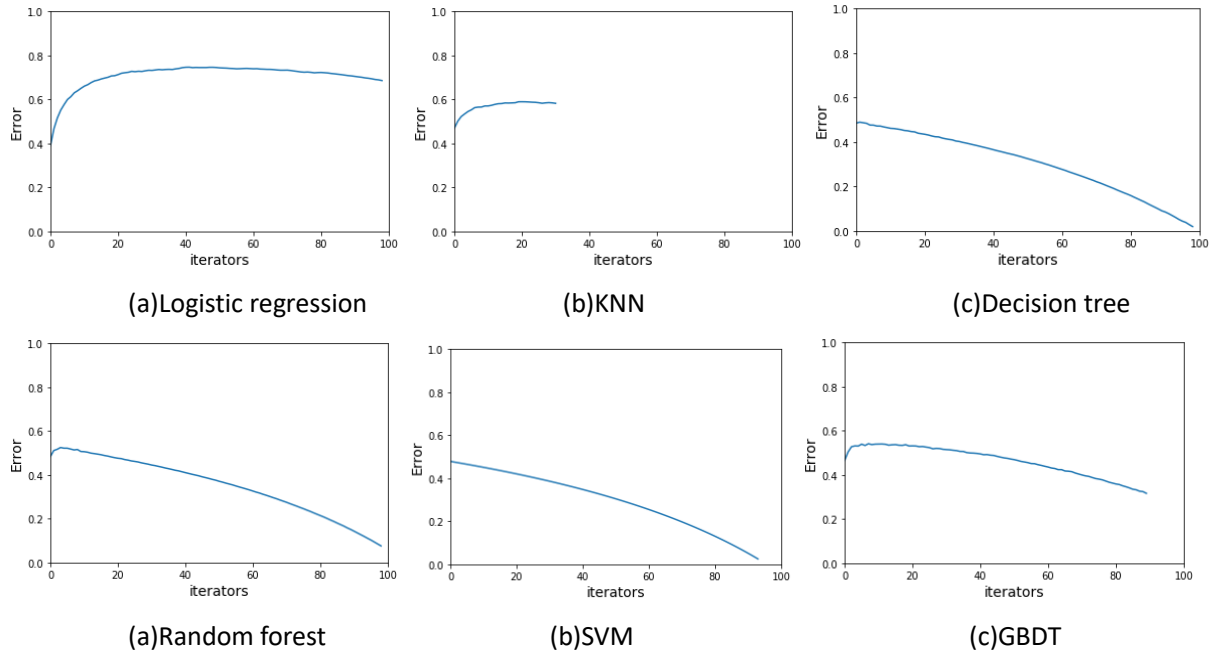 1.0 1.0 1.0
0.8 0.8 0.8
0.6 0.6 0.6
Error Error Error
0.4 0.4 0.4
0.2 0.2 0.2
0.0 0.0 0.0
0 20 40 60 80 100 0 20 40 60 80 100 0 20 40 60 80 100
iterators iterators iterators
(a)Logistic regression (b)KNN (c)Decision tree
1.0 1.0 1.0
0.8 0.8 0.8
0.6 0.6 0.6
Error Error Error
0.4 0.4 0.4
0.2 0.2 0.2
0.0 0.0 0.0
0 20 40 60 80 100 0 20 40 60 80 100 0 20 40 60 80 100
iterators iterators iterators
(a)Random forest (b)SVM (c)GBDT